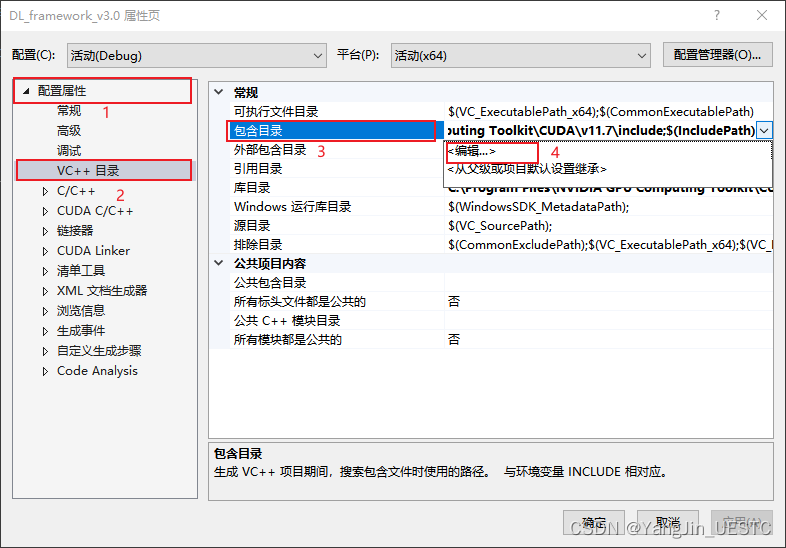 DL_framework_v3.0 属性页
? ×
配置(C): 活动(Debug) 平台(P): 活动(x64) 配置管理器(O)...
配置属性
常规 1
高级
调试
VC++ 目录
C/C++ 2
CUDA C/C++
链接器
CUDA Linker
清单工具
XML 文档生成器
浏览信息
生成事件
自定义生成步骤
Code Analysis
常规
可执行文件目录 $(VC_ExecutablePath_x64);$(CommonExecutablePath)
包含目录 puting Toolkit\CUDA\v11.7\include;$(IncludePath)
外部包含目录 3 <编辑...> 4
引用目录 <从父级或项目默认设置继承>
库目录 C:\Program Files\NVIDIA GPU Computing Toolkit\Cu
Windows 运行库目录 $(WindowsSDK_MetadataPath);
源目录 $(VC_SourcePath);
排除目录 $(CommonExcludePath);$(VC_ExecutablePath_x64);$(VC_I
公共项目内容
公共包含目录
所有标头文件都是公共的 否
公共 C++ 模块目录
所有模块都是公共的 否
包含目录
生成 VC++ 项目期间，搜索包含文件时使用的路径。 与环境变量 INCLUDE 相对应。
确定 取消 应用(A)
CSDN @YangJin_UESTC